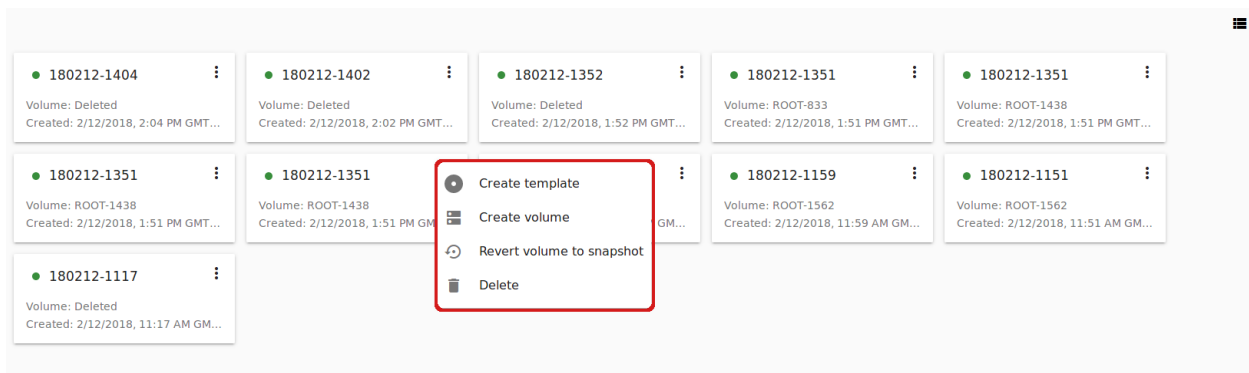 180212-1404
Volume: Deleted
Created: 2/12/2018, 2:04 PM GMT...
180212-1402
Volume: Deleted
Created: 2/12/2018, 2:02 PM GMT...
180212-1352
Volume: Deleted
Created: 2/12/2018, 1:52 PM GMT...
180212-1351
Volume: ROOT-833
Created: 2/12/2018, 1:51 PM GMT...
180212-1351
Volume: ROOT-1438
Created: 2/12/2018, 1:51 PM GMT...
180212-1351
Volume: ROOT-1438
Created: 2/12/2018, 1:51 PM GMT...
180212-1351
Volume: ROOT-1438
Created: 2/12/2018, 1:51 PM GM
Create template
Create volume
Revert volume to snapshot
Delete
GM...
180212-1159
Volume: ROOT-1562
Created: 2/12/2018, 11:59 AM GM...
180212-1151
Volume: ROOT-1562
Created: 2/12/2018, 11:51 AM GM...
180212-1117
Volume: Deleted
Created: 2/12/2018, 11:17 AM GM...